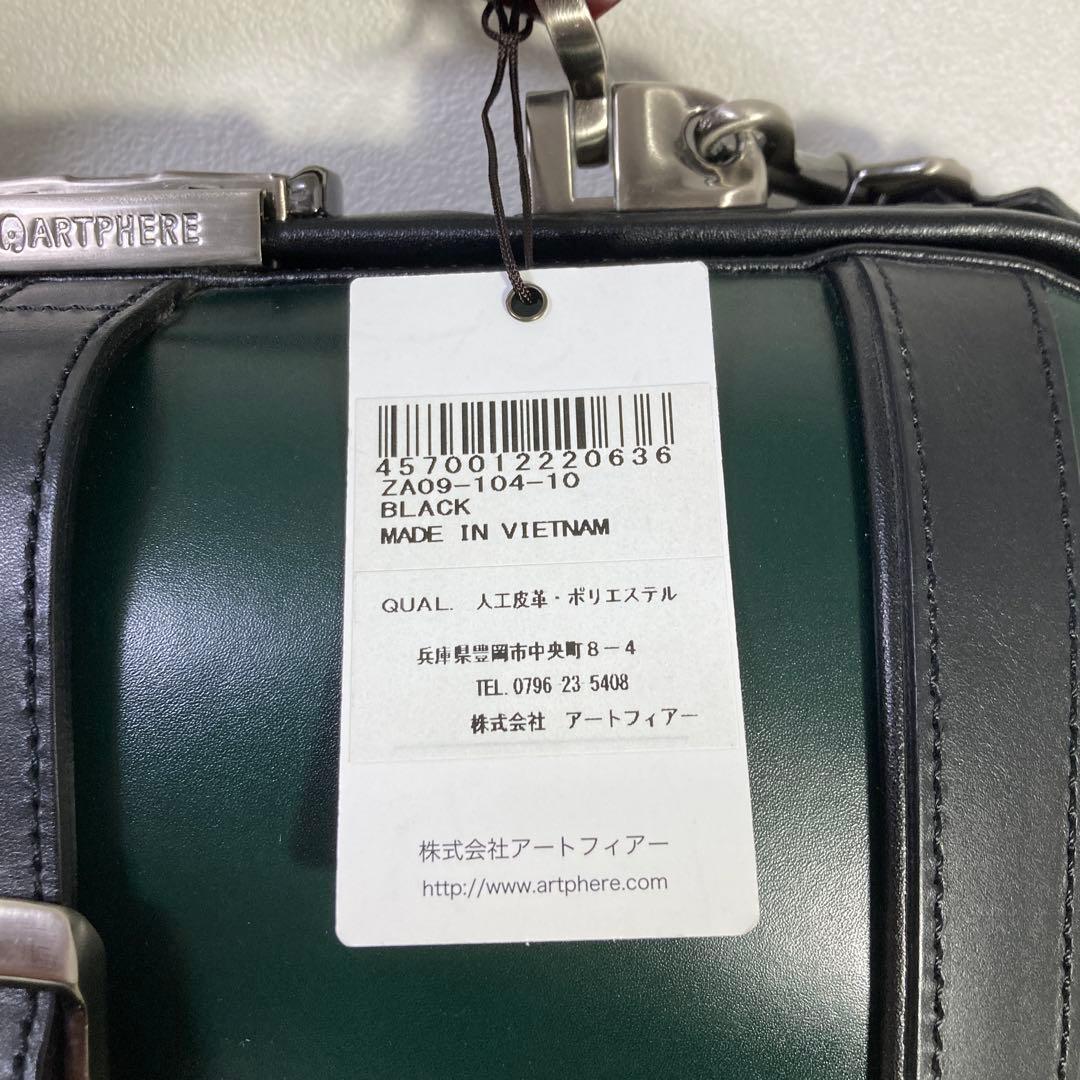 ARTPHERE
4570012220636
ZA09-104-10
BLACK
MADE IN VIETNAM
QUAL. 人工皮革・ポリエステル
兵庫県豊岡市中央町8-4
TEL.0796 23 5408
株式会社 アートフィアー
株式会社アートフィアー
http://www.artphere.com